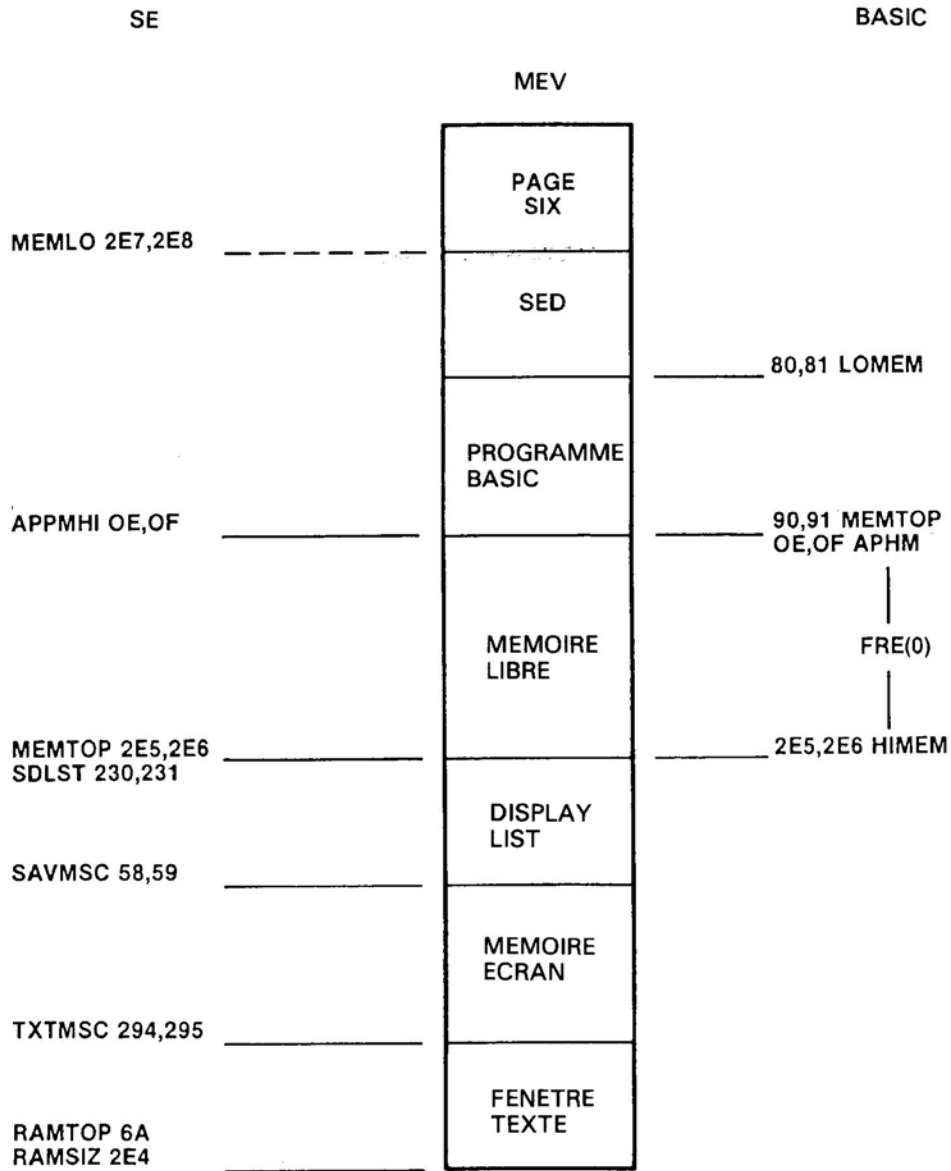 SE
BASIC
MEV
PAGE
SIX
MEMLO 2E7,2E8
SED
80,81 LOMEM
PROGRAMME
BASIC
APPMHI OE,OF
90,91 MEMTOP
OE,OF APHM
MEMOIRE
LIBRE
FRE(0)
MEMTOP 2E5,2E6
SDLST 230,231
2E5,2E6 HIMEM
DISPLAY
LIST
SAVMSC 58,59
MEMOIRE
ECRAN
TXTMSC 294,295
FENETRE
TEXTE
RAMTOP 6A
RAMSIZ 2E4